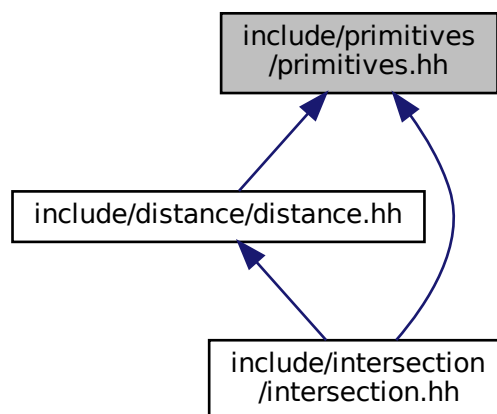 include/primitives
/primitives.hh
include/distance/distance.hh
include/intersection
/intersection.hh